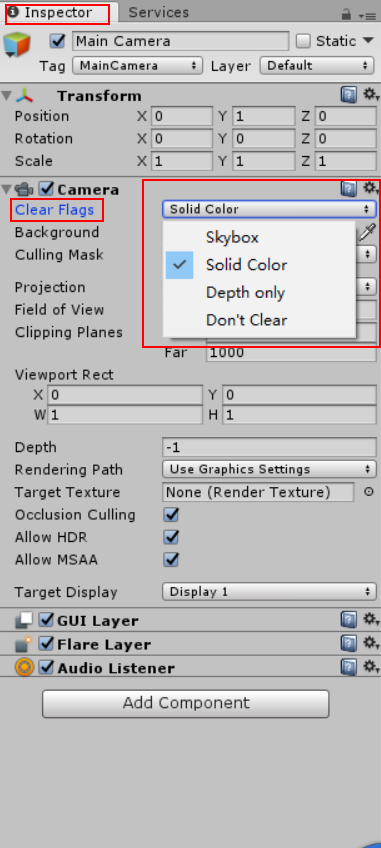 Inspector Services
Main Camera Static
Tag MainCamera Layer Default
Transform
Position X 0 Y 1 Z 0
Rotation X 0 Y 0 Z 0
Scale X 1 Y 1 Z 1
Camera
Clear Flags Solid Color
Background Skybox
Culling Mask Solid Color
Projection Depth only
Field of View Don't Clear
Clipping Planes
Far 1000
Viewport Rect
X 0 Y 0
W 1 H 1
Depth -1
Rendering Path Use Graphics Settings
Target Texture None (Render Texture)
Occlusion Culling
Allow HDR
Allow MSAA
Target Display Display 1
GUI Layer
Flare Layer
Audio Listener
Add Component